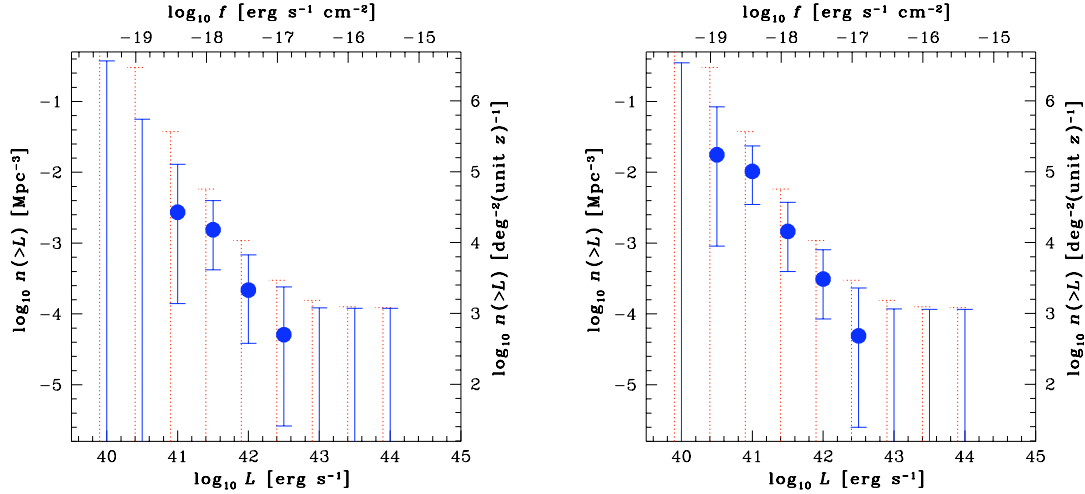 log₁₀ f [erg s⁻¹ cm⁻²]
−19 −18 −17 −16 −15
−1
−2
−3
−4
−5
log₁₀ n(>L) [Mpc⁻³]
6
5
4
3
2
log₁₀ n(>L) [deg⁻²(unit z)⁻¹]
40 41 42 43 44 45
log₁₀ L [erg s⁻¹]
log₁₀ f [erg s⁻¹ cm⁻²]
−19 −18 −17 −16 −15
−1
−2
−3
−4
−5
log₁₀ n(>L) [Mpc⁻³]
6
5
4
3
2
log₁₀ n(>L) [deg⁻²(unit z)⁻¹]
40 41 42 43 44 45
log₁₀ L [erg s⁻¹]